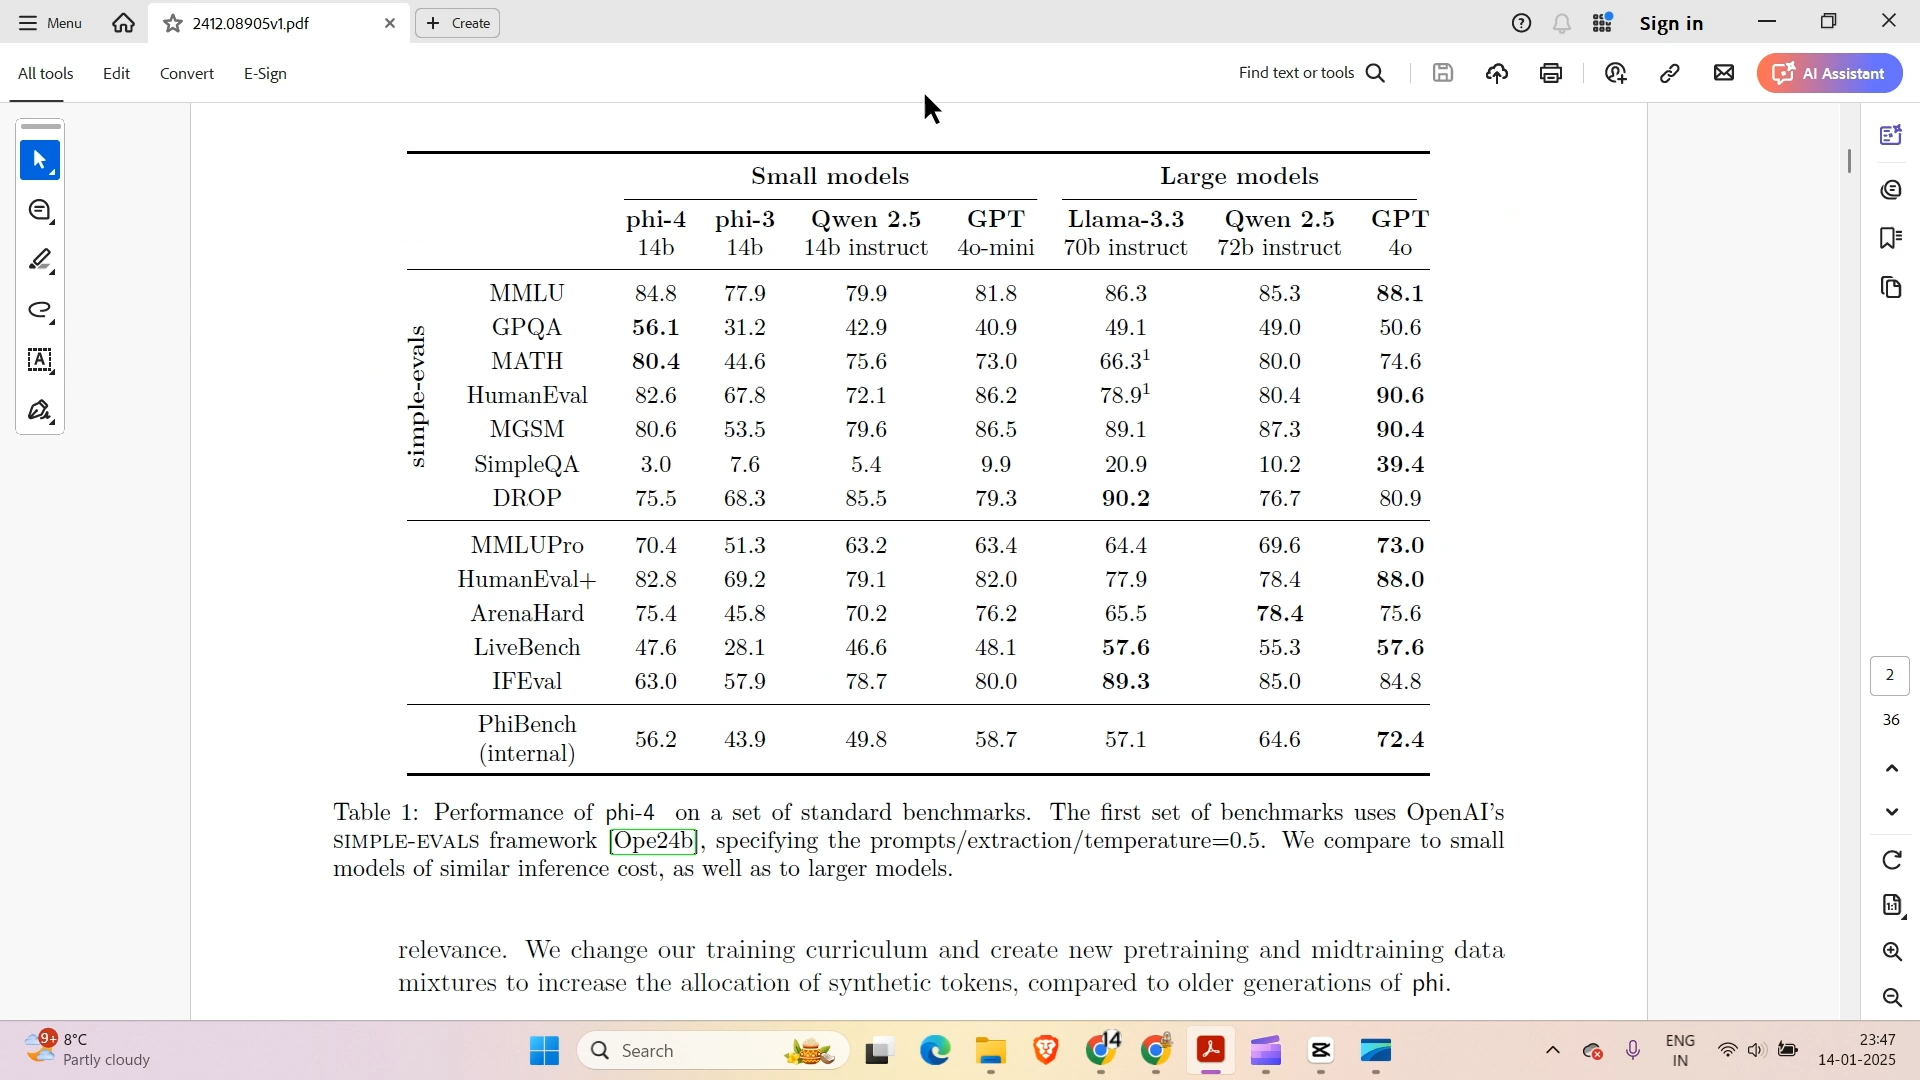 Menu
2412.08905v1.pdf
Create
Sign in
All tools
Edit
Convert
E-Sign
Find text or tools
AI Assistant
Small models Large models
phi-4 phi-3 Qwen 2.5 GPT Llama-3.3 Qwen 2.5 GPT
14b 14b 14b instruct 4o-mini 70b instruct 72b instruct 4o
simple-evals
MMLU 84.8 77.9 79.9 81.8 86.3 85.3 88.1
GPQA 56.1 31.2 42.9 40.9 49.1 49.0 50.6
MATH 80.4 44.6 75.6 73.0 66.3¹ 80.0 74.6
HumanEval 82.6 67.8 72.1 86.2 78.9¹ 80.4 90.6
MGSM 80.6 53.5 79.6 86.5 89.1 87.3 90.4
SimpleQA 3.0 7.6 5.4 9.9 20.9 10.2 39.4
DROP 75.5 68.3 85.5 79.3 90.2 76.7 80.9
MMLUPro 70.4 51.3 63.2 63.4 64.4 69.6 73.0
HumanEval+ 82.8 69.2 79.1 82.0 77.9 78.4 88.0
ArenaHard 75.4 45.8 70.2 76.2 65.5 78.4 75.6
LiveBench 47.6 28.1 46.6 48.1 57.6 55.3 57.6
IFEval 63.0 57.9 78.7 80.0 89.3 85.0 84.8
PhiBench
(internal) 56.2 43.9 49.8 58.7 57.1 64.6 72.4
Table 1: Performance of phi-4 on a set of standard benchmarks. The first set of benchmarks uses OpenAI's
SIMPLE-EVALS framework [Ope24b], specifying the prompts/extraction/temperature=0.5. We compare to small
models of similar inference cost, as well as to larger models.
relevance. We change our training curriculum and create new pretraining and midtraining data
mixtures to increase the allocation of synthetic tokens, compared to older generations of phi.
2
36
1:1
9+
8°C
Partly cloudy
Search
14
ENG
IN
23:47
14-01-2025